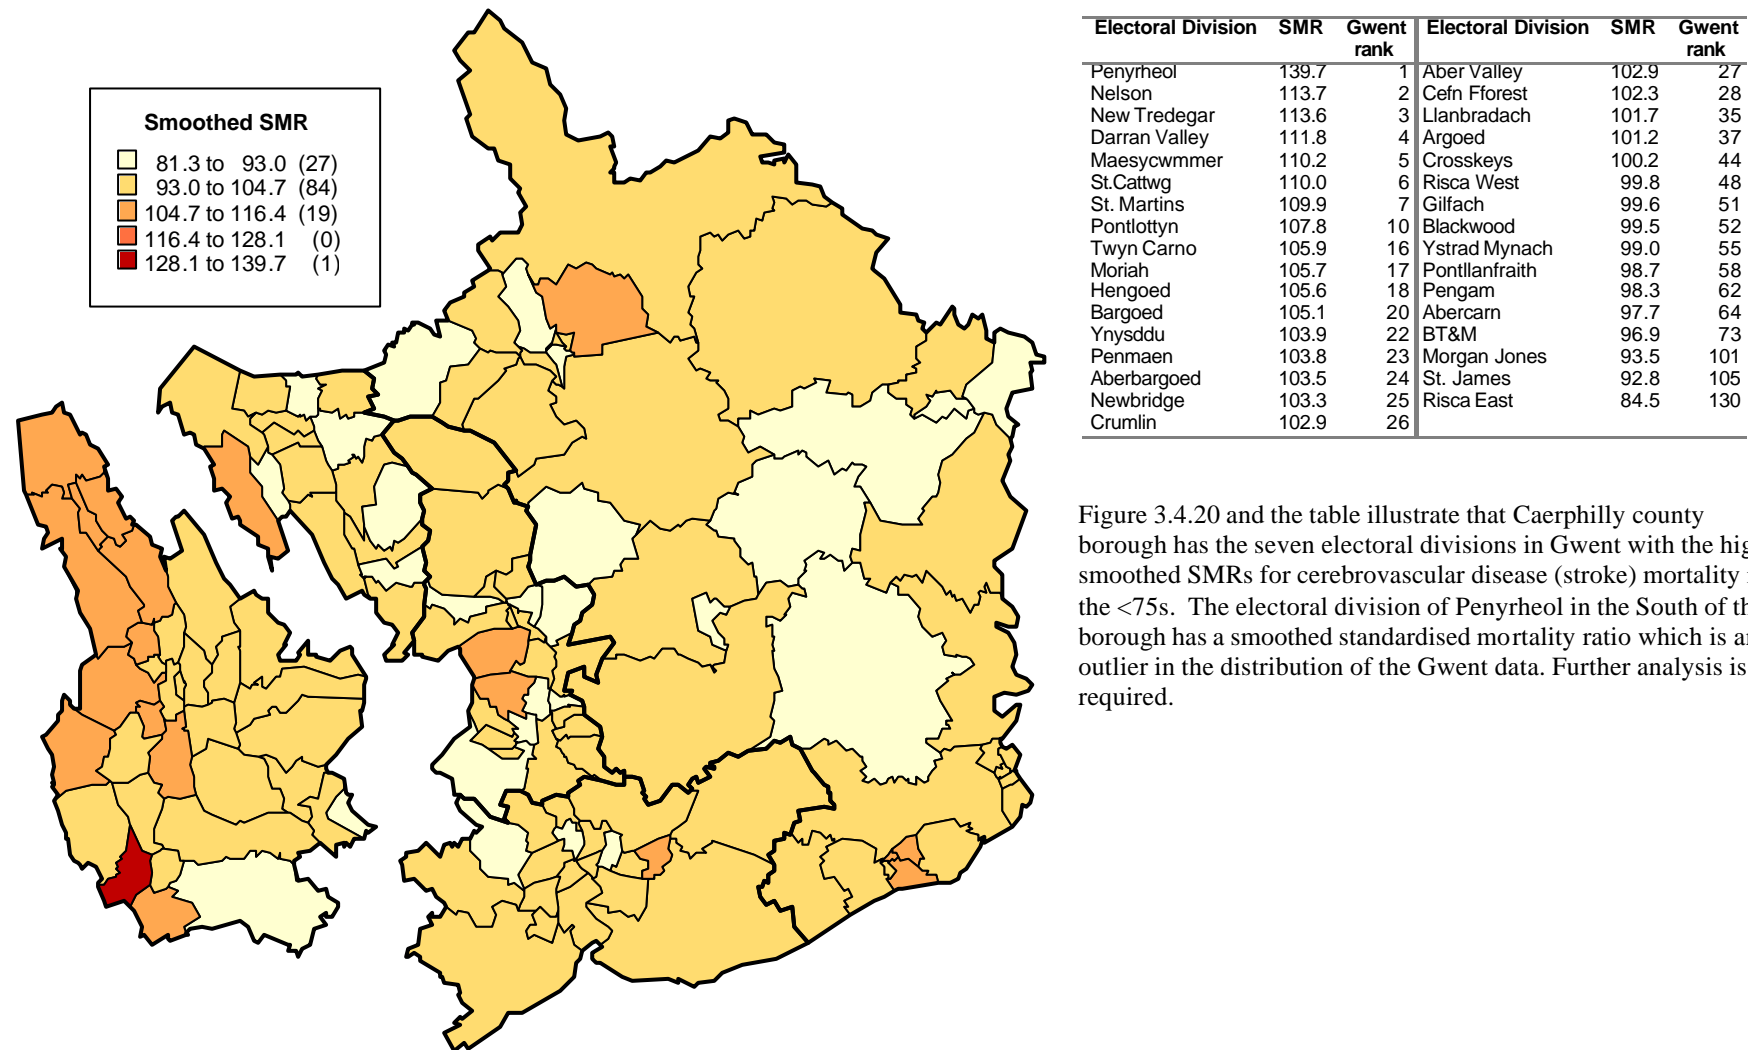 Smoothed SMR
81.3 to 93.0 (27)
93.0 to 104.7 (84)
104.7 to 116.4 (19)
116.4 to 128.1 (0)
128.1 to 139.7 (1)
Electoral Division SMR Gwent rank Electoral Division SMR Gwent rank
Penyrheol 139.7 1 Aber Valley 102.9 27
Nelson 113.7 2 Cefn Fforest 102.3 28
New Tredegar 113.6 3 Llanbradach 101.7 35
Darran Valley 111.8 4 Argoed 101.2 37
Maesycwmmer 110.2 5 Crosskeys 100.2 44
St.Cattwg 110.0 6 Risca West 99.8 48
St. Martins 109.9 7 Gilfach 99.6 51
Pontlottyn 107.8 10 Blackwood 99.5 52
Twyn Carno 105.9 16 Ystrad Mynach 99.0 55
Moriah 105.7 17 Pontllanfraith 98.7 58
Hengoed 105.6 18 Pengam 98.3 62
Bargoed 105.1 20 Abercarn 97.7 64
Ynysddu 103.9 22 BT&M 96.9 73
Penmaen 103.8 23 Morgan Jones 93.5 101
Aberbargoed 103.5 24 St. James 92.8 105
Newbridge 103.3 25 Risca East 84.5 130
Crumlin 102.9 26
Figure 3.4.20 and the table illustrate that Caerphilly county
borough has the seven electoral divisions in Gwent with the
smoothed SMRs for cerebrovascular disease (stroke) mortality
the <75s. The electoral division of Penyrheol in the South of
borough has a smoothed standardised mortality ratio which is
outlier in the distribution of the Gwent data. Further analysis is
required.